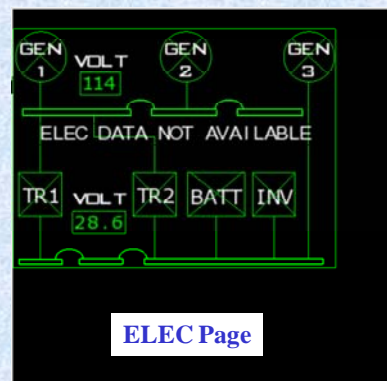 GEN 1 VOLT GEN 2 GEN 3
114
ELEC DATA NOT AVAILABLE
TR1 VOLT TR2 BATT INV
28.6
ELEC Page